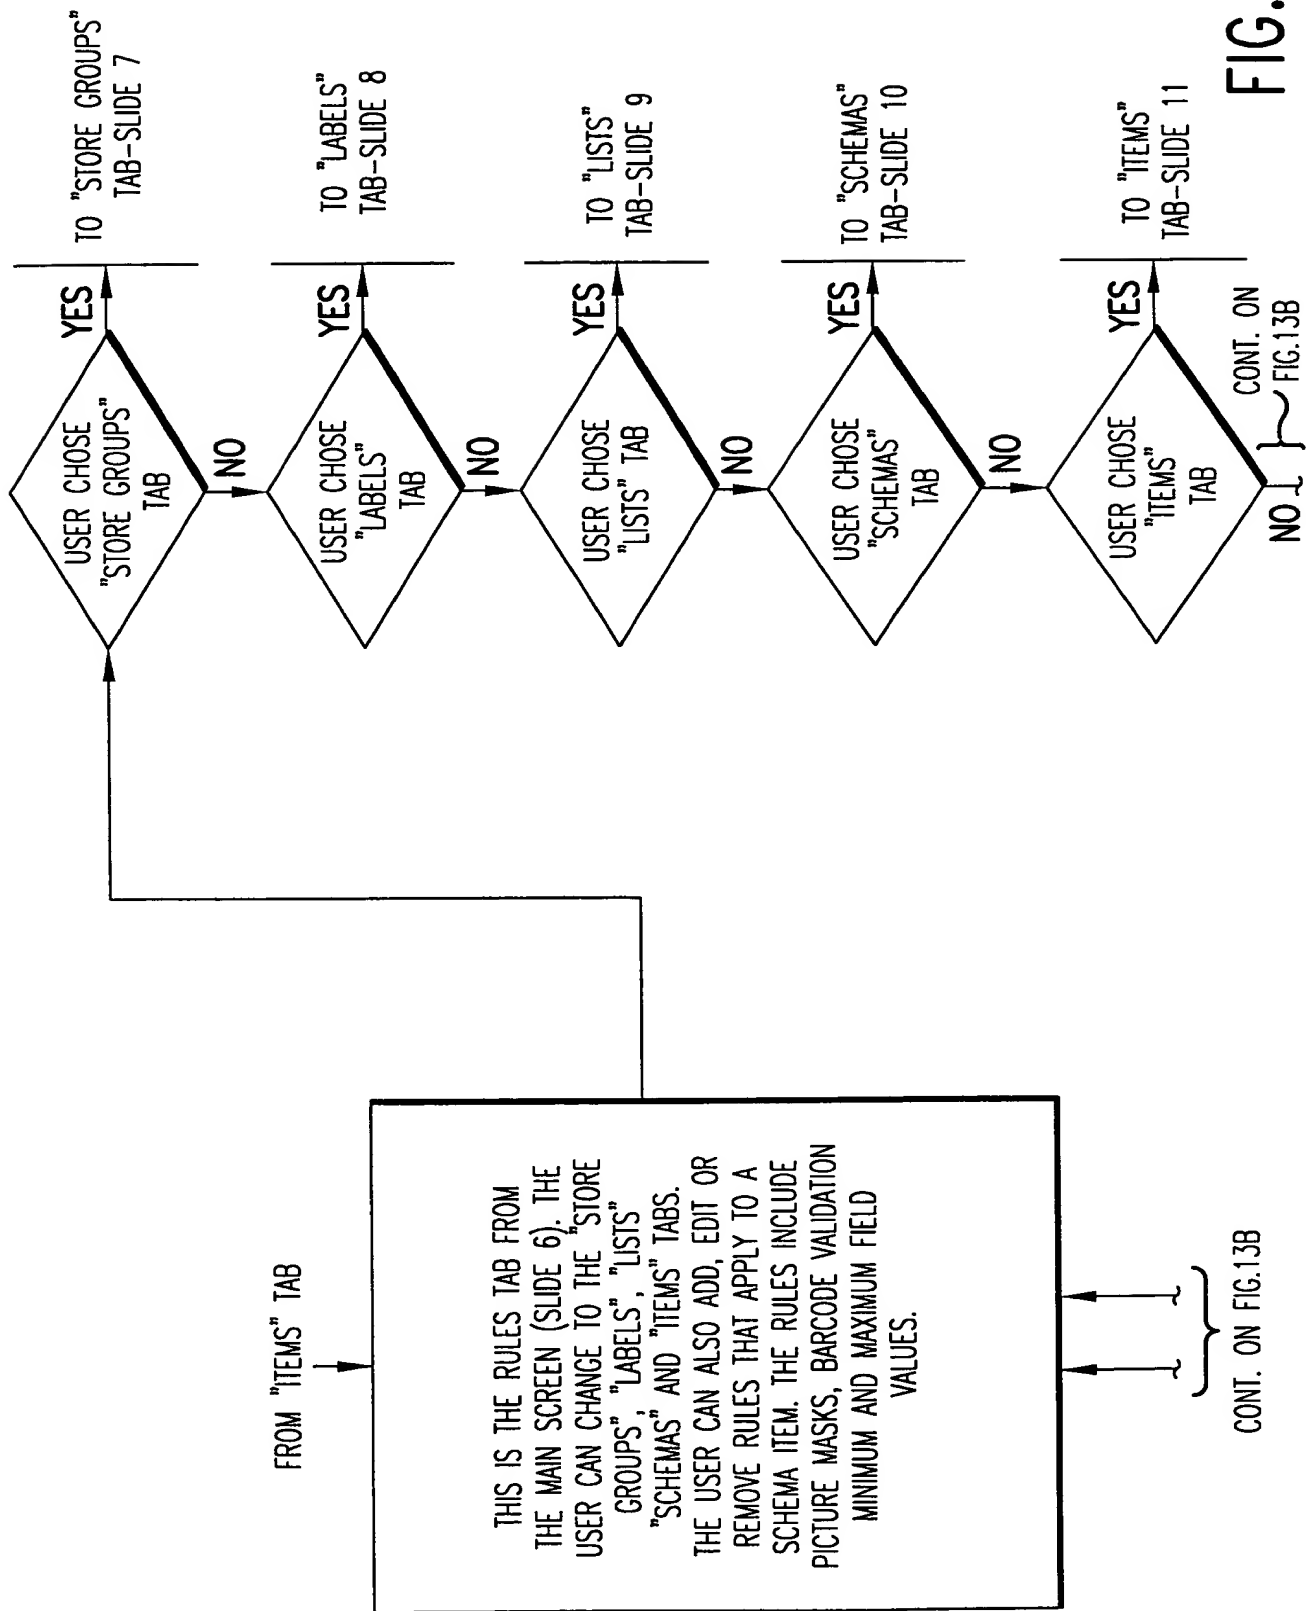 FROM "ITEMS" TAB
THIS IS THE RULES TAB FROM
THE MAIN SCREEN (SLIDE 6). THE
USER CAN CHANGE TO THE "STORE
GROUPS", "LABELS", "LISTS"
"SCHEMAS" AND "ITEMS" TABS.
THE USER CAN ALSO ADD, EDIT OR
REMOVE RULES THAT APPLY TO A
SCHEMA ITEM. THE RULES INCLUDE
PICTURE MASKS, BARCODE VALIDATION
MINIMUM AND MAXIMUM FIELD
VALUES.
CONT. ON FIG.13B
USER CHOSE
"STORE GROUPS"
TAB
YES
TO "STORE GROUPS"
TAB-SLIDE 7
NO
USER CHOSE
"LABELS"
TAB
YES
TO "LABELS"
TAB-SLIDE 8
NO
USER CHOSE
"LISTS" TAB
YES
TO "LISTS"
TAB-SLIDE 9
NO
USER CHOSE
"SCHEMAS"
TAB
YES
TO "SCHEMAS"
TAB-SLIDE 10
NO
USER CHOSE
"ITEMS"
TAB
YES
TO "ITEMS"
TAB-SLIDE 11
NO
CONT. ON
FIG.13B
FIG.